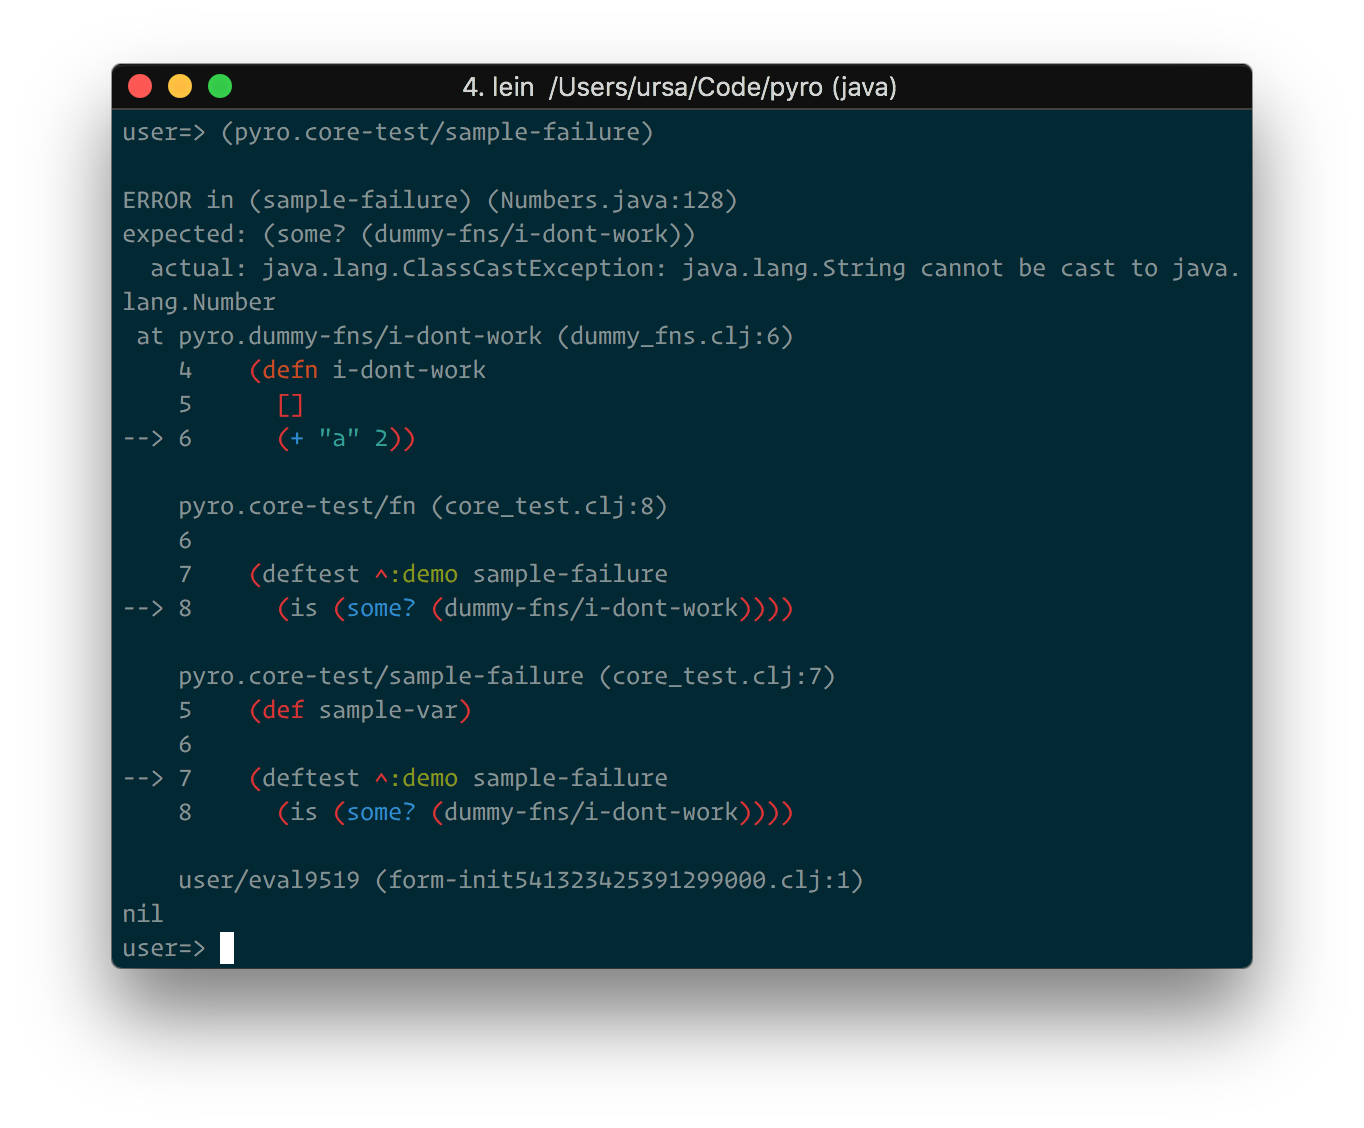 4. lein  /Users/ursa/Code/pyro (java)
user=> (pyro.core-test/sample-failure)
ERROR in (sample-failure) (Numbers.java:128)
expected: (some? (dummy-fns/i-dont-work))
  actual: java.lang.ClassCastException: java.lang.String cannot be cast to java.
lang.Number
 at pyro.dummy-fns/i-dont-work (dummy_fns.clj:6)
    4    (defn i-dont-work
    5      []
--> 6      (+ "a" 2))
    pyro.core-test/fn (core_test.clj:8)
    6
    7    (deftest ^:demo sample-failure
--> 8      (is (some? (dummy-fns/i-dont-work))))
    pyro.core-test/sample-failure (core_test.clj:7)
    5    (def sample-var)
    6
--> 7    (deftest ^:demo sample-failure
    8      (is (some? (dummy-fns/i-dont-work))))
    user/eval9519 (form-init541323425391299000.clj:1)
nil
user=>